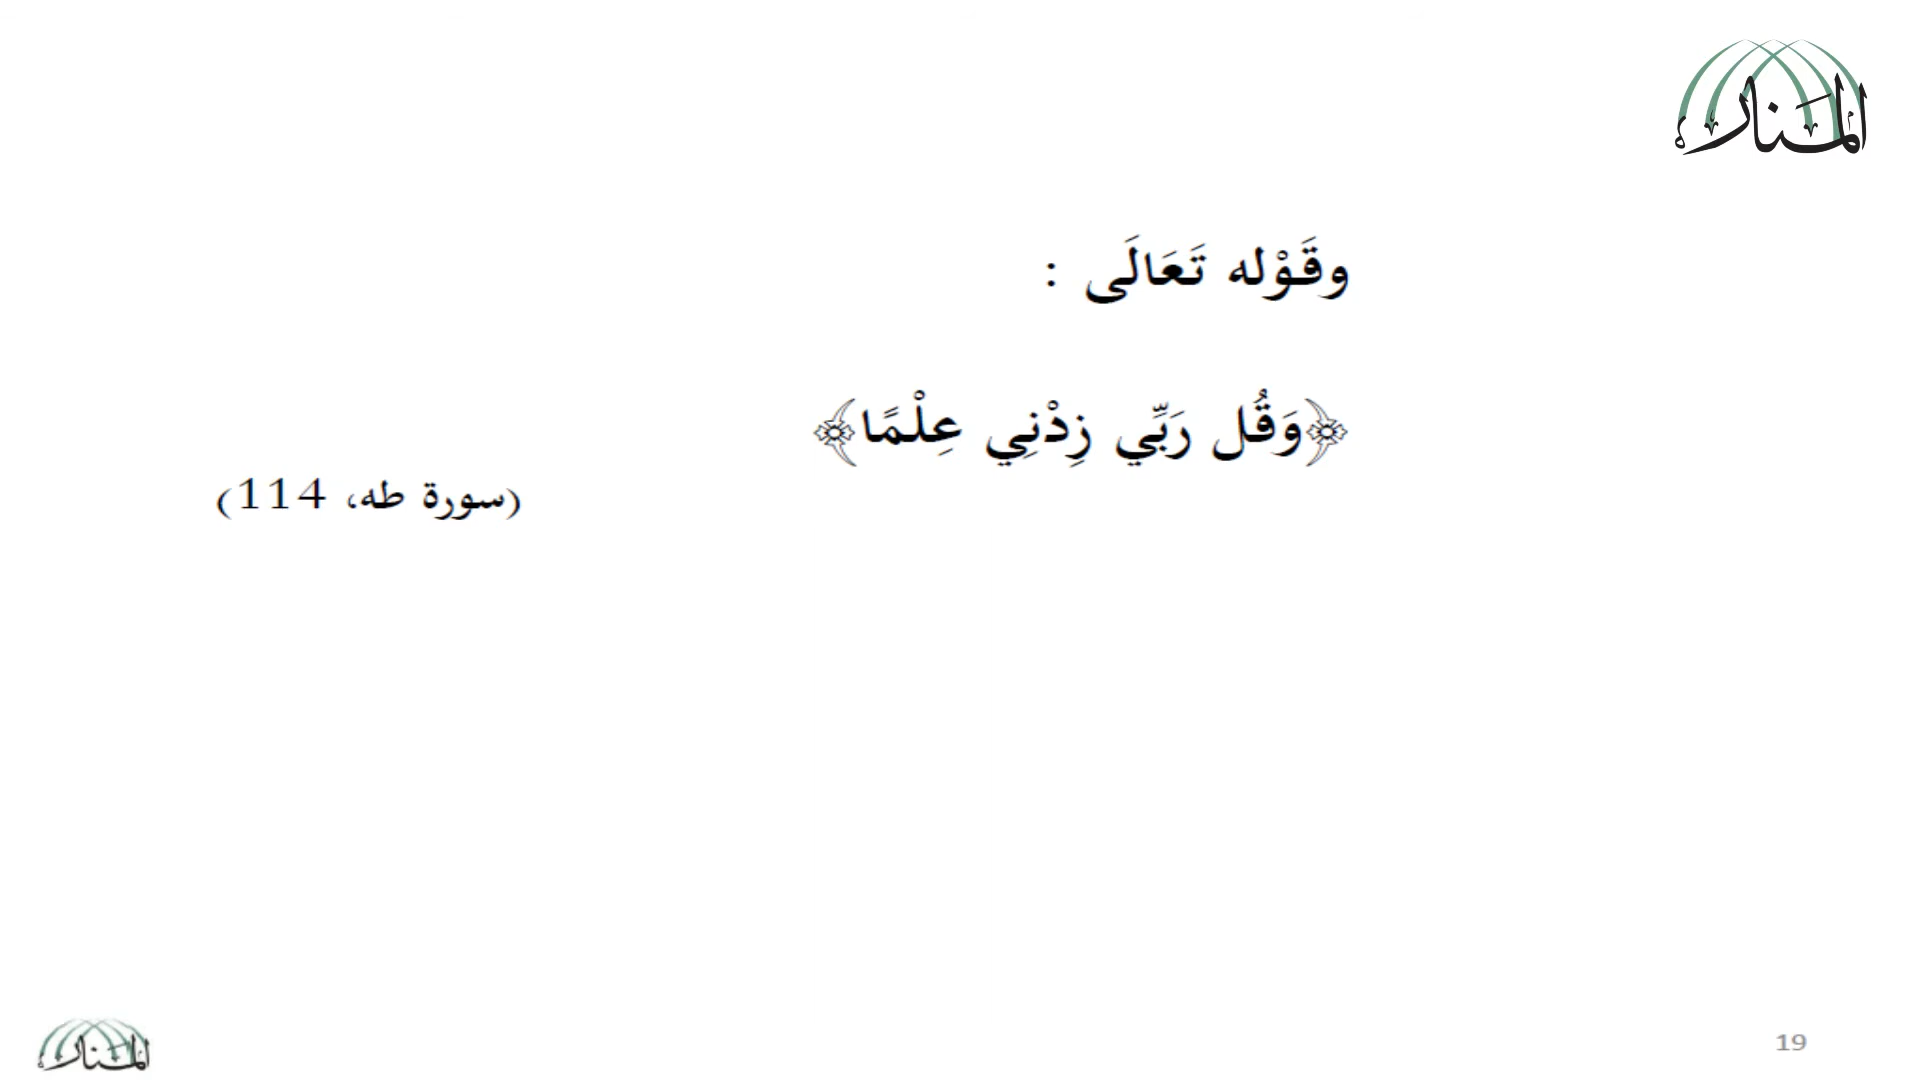 المنار
وقَوْله تَعَالَى :
﴿وَقُل رَبِّي زِدْنِي عِلْمًا﴾
(سورة طه، 114)
المنار
19